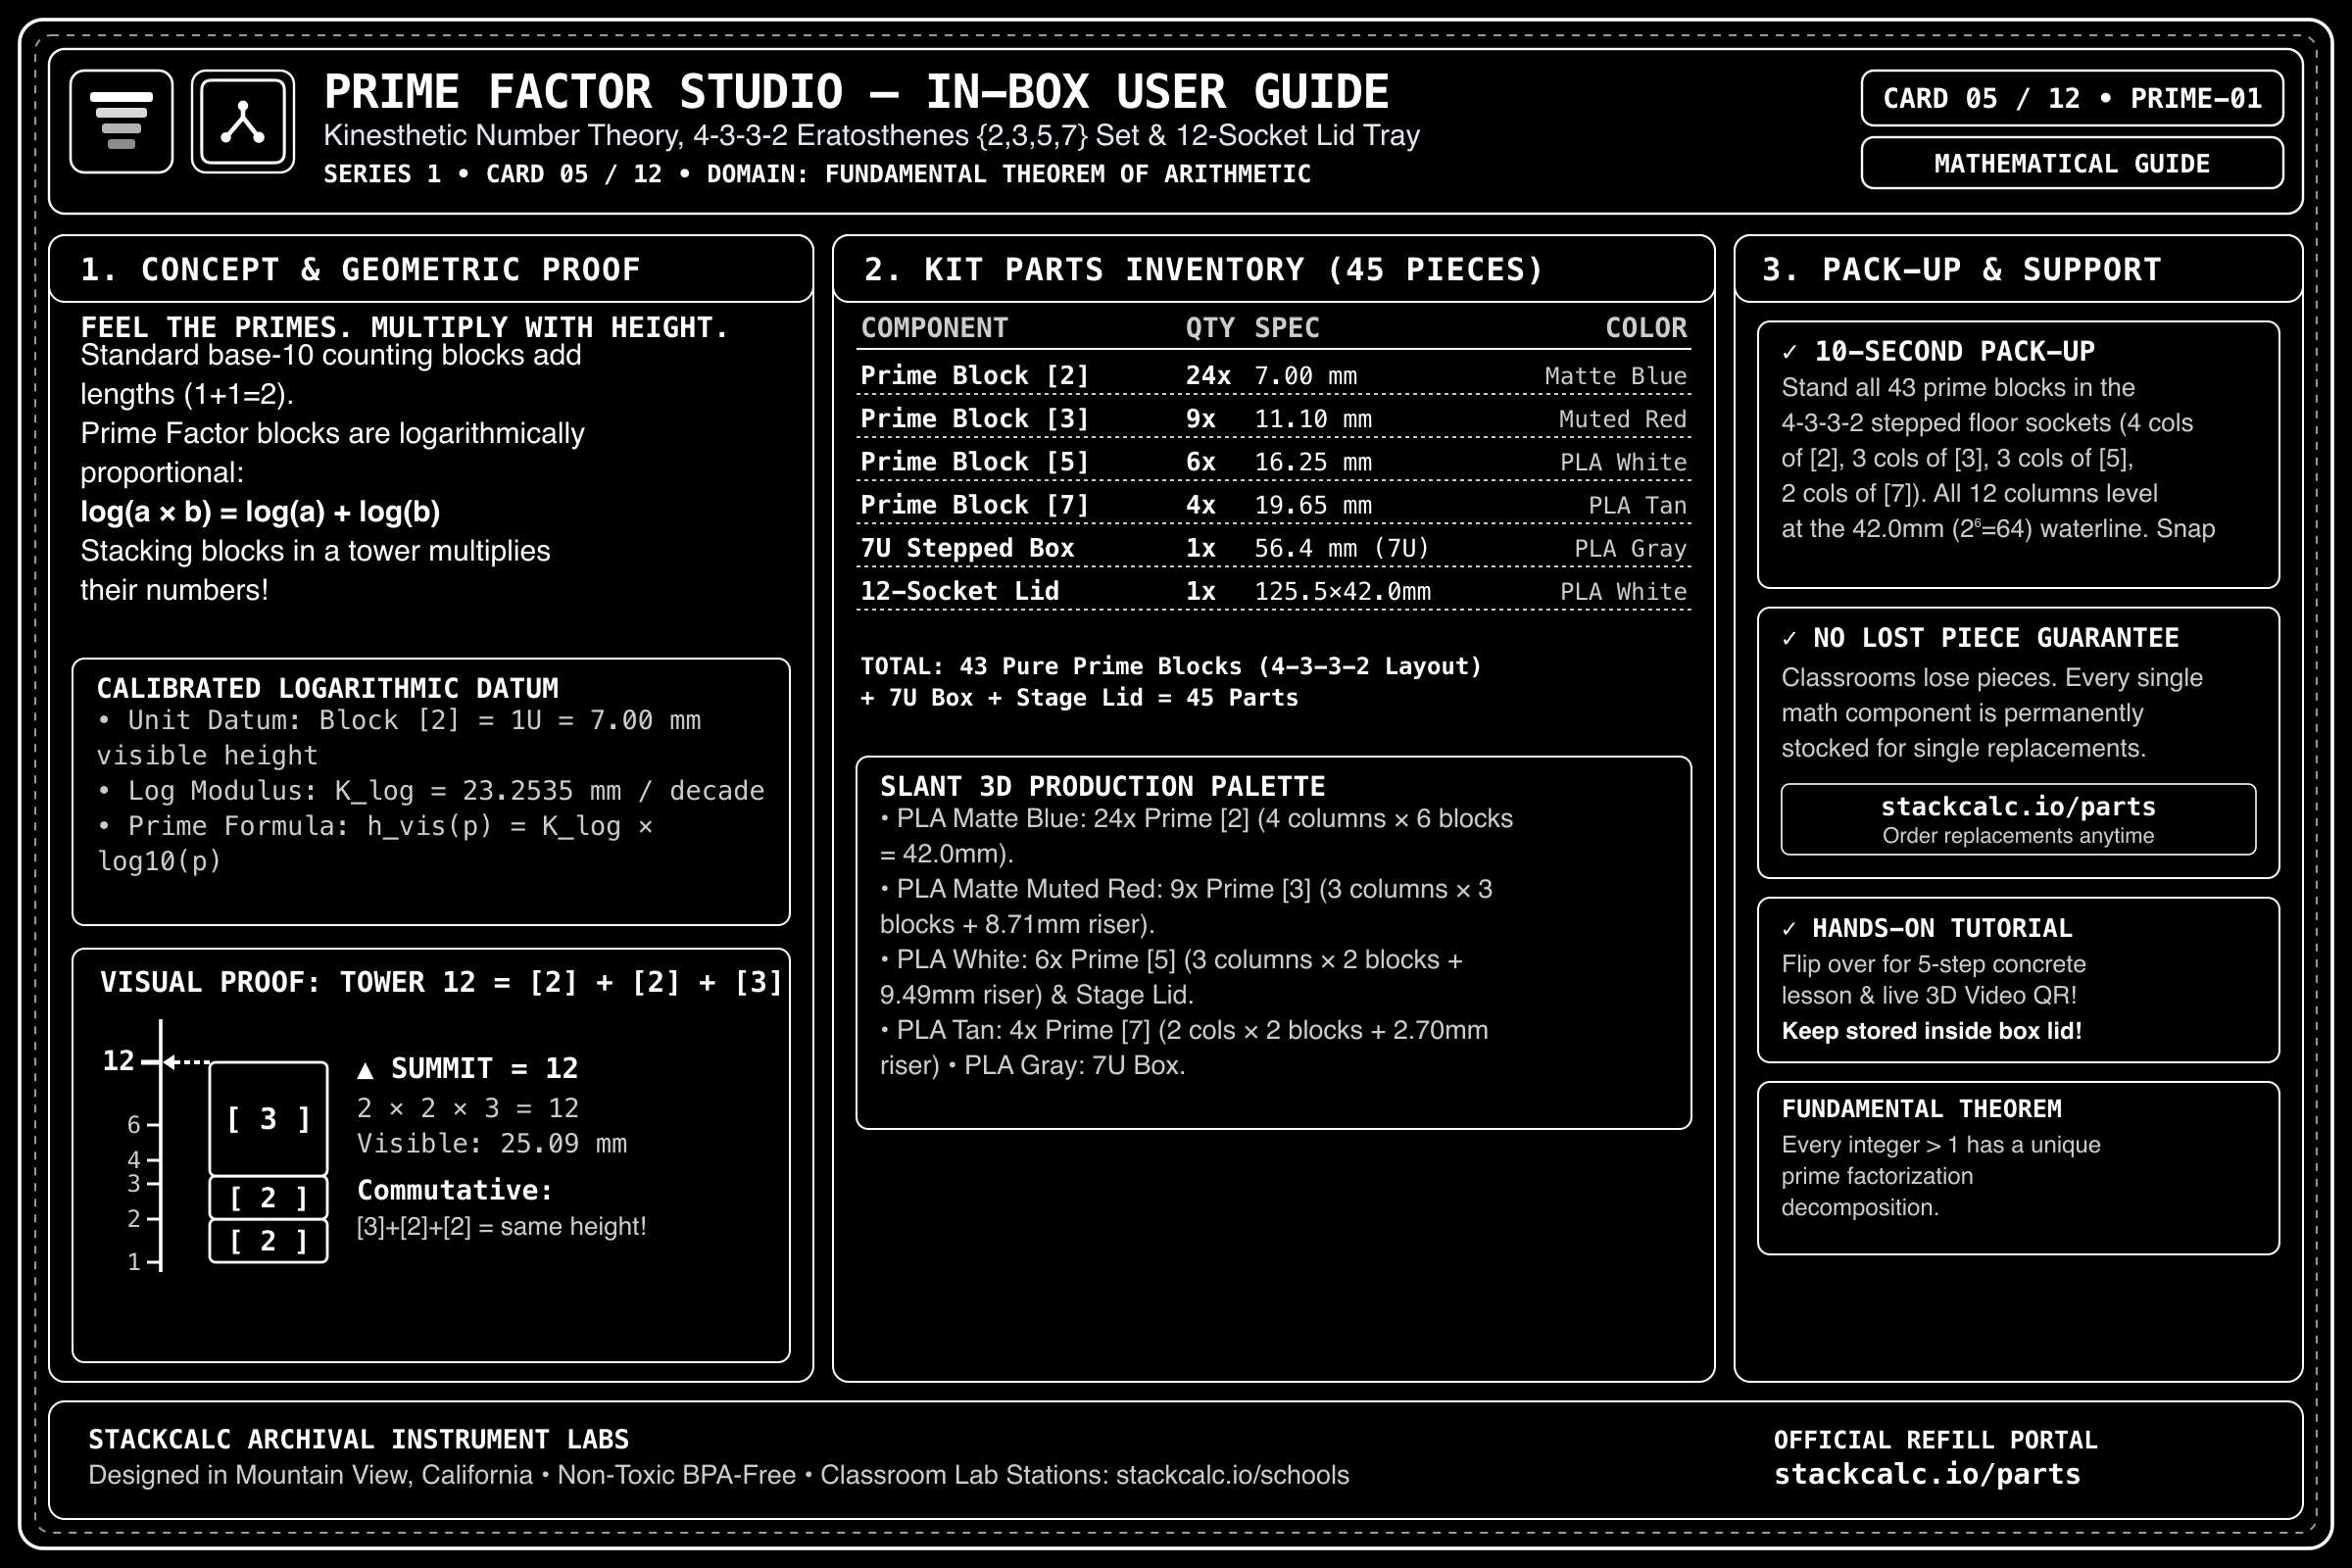 PRIME FACTOR STUDIO — IN-BOX USER GUIDE
Kinesthetic Number Theory, 4-3-3-2 Eratosthenes {2,3,5,7} Set & 12-Socket Lid Tray
SERIES 1 • CARD 05 / 12 • DOMAIN: FUNDAMENTAL THEOREM OF ARITHMETIC
CARD 05 / 12 • PRIME-01
MATHEMATICAL GUIDE
1. CONCEPT & GEOMETRIC PROOF
FEEL THE PRIMES. MULTIPLY WITH HEIGHT.
Standard base-10 counting blocks add
lengths (1+1=2).
Prime Factor blocks are logarithmically
proportional:
log(a × b) = log(a) + log(b)
Stacking blocks in a tower multiplies
their numbers!
CALIBRATED LOGARITHMIC DATUM
• Unit Datum: Block [2] = 1U = 7.00 mm
visible height
• Log Modulus: K_log = 23.2535 mm / decade
• Prime Formula: h_vis(p) = K_log ×
log10(p)
VISUAL PROOF: TOWER 12 = [2] + [2] + [3]
12
6
4
3
2
1
[ 3 ]
[ 2 ]
[ 2 ]
▲ SUMMIT = 12
2 × 2 × 3 = 12
Visible: 25.09 mm
Commutative:
[3]+[2]+[2] = same height!
2. KIT PARTS INVENTORY (45 PIECES)
COMPONENT QTY SPEC COLOR
Prime Block [2] 24x 7.00 mm Matte Blue
Prime Block [3] 9x 11.10 mm Muted Red
Prime Block [5] 6x 16.25 mm PLA White
Prime Block [7] 4x 19.65 mm PLA Tan
7U Stepped Box 1x 56.4 mm (7U) PLA Gray
12-Socket Lid 1x 125.5×42.0mm PLA White
TOTAL: 43 Pure Prime Blocks (4-3-3-2 Layout)
+ 7U Box + Stage Lid = 45 Parts
SLANT 3D PRODUCTION PALETTE
• PLA Matte Blue: 24x Prime [2] (4 columns × 6 blocks
= 42.0mm).
• PLA Matte Muted Red: 9x Prime [3] (3 columns × 3
blocks + 8.71mm riser).
• PLA White: 6x Prime [5] (3 columns × 2 blocks +
9.49mm riser) & Stage Lid.
• PLA Tan: 4x Prime [7] (2 cols × 2 blocks + 2.70mm
riser) • PLA Gray: 7U Box.
3. PACK-UP & SUPPORT
✓ 10-SECOND PACK-UP
Stand all 43 prime blocks in the
4-3-3-2 stepped floor sockets (4 cols
of [2], 3 cols of [3], 3 cols of [5],
2 cols of [7]). All 12 columns level
at the 42.0mm (2⁶=64) waterline. Snap
✓ NO LOST PIECE GUARANTEE
Classrooms lose pieces. Every single
math component is permanently
stocked for single replacements.
stackcalc.io/parts
Order replacements anytime
✓ HANDS-ON TUTORIAL
Flip over for 5-step concrete
lesson & live 3D Video QR!
Keep stored inside box lid!
FUNDAMENTAL THEOREM
Every integer > 1 has a unique
prime factorization
decomposition.
STACKCALC ARCHIVAL INSTRUMENT LABS
Designed in Mountain View, California • Non-Toxic BPA-Free • Classroom Lab Stations: stackcalc.io/schools
OFFICIAL REFILL PORTAL
stackcalc.io/parts